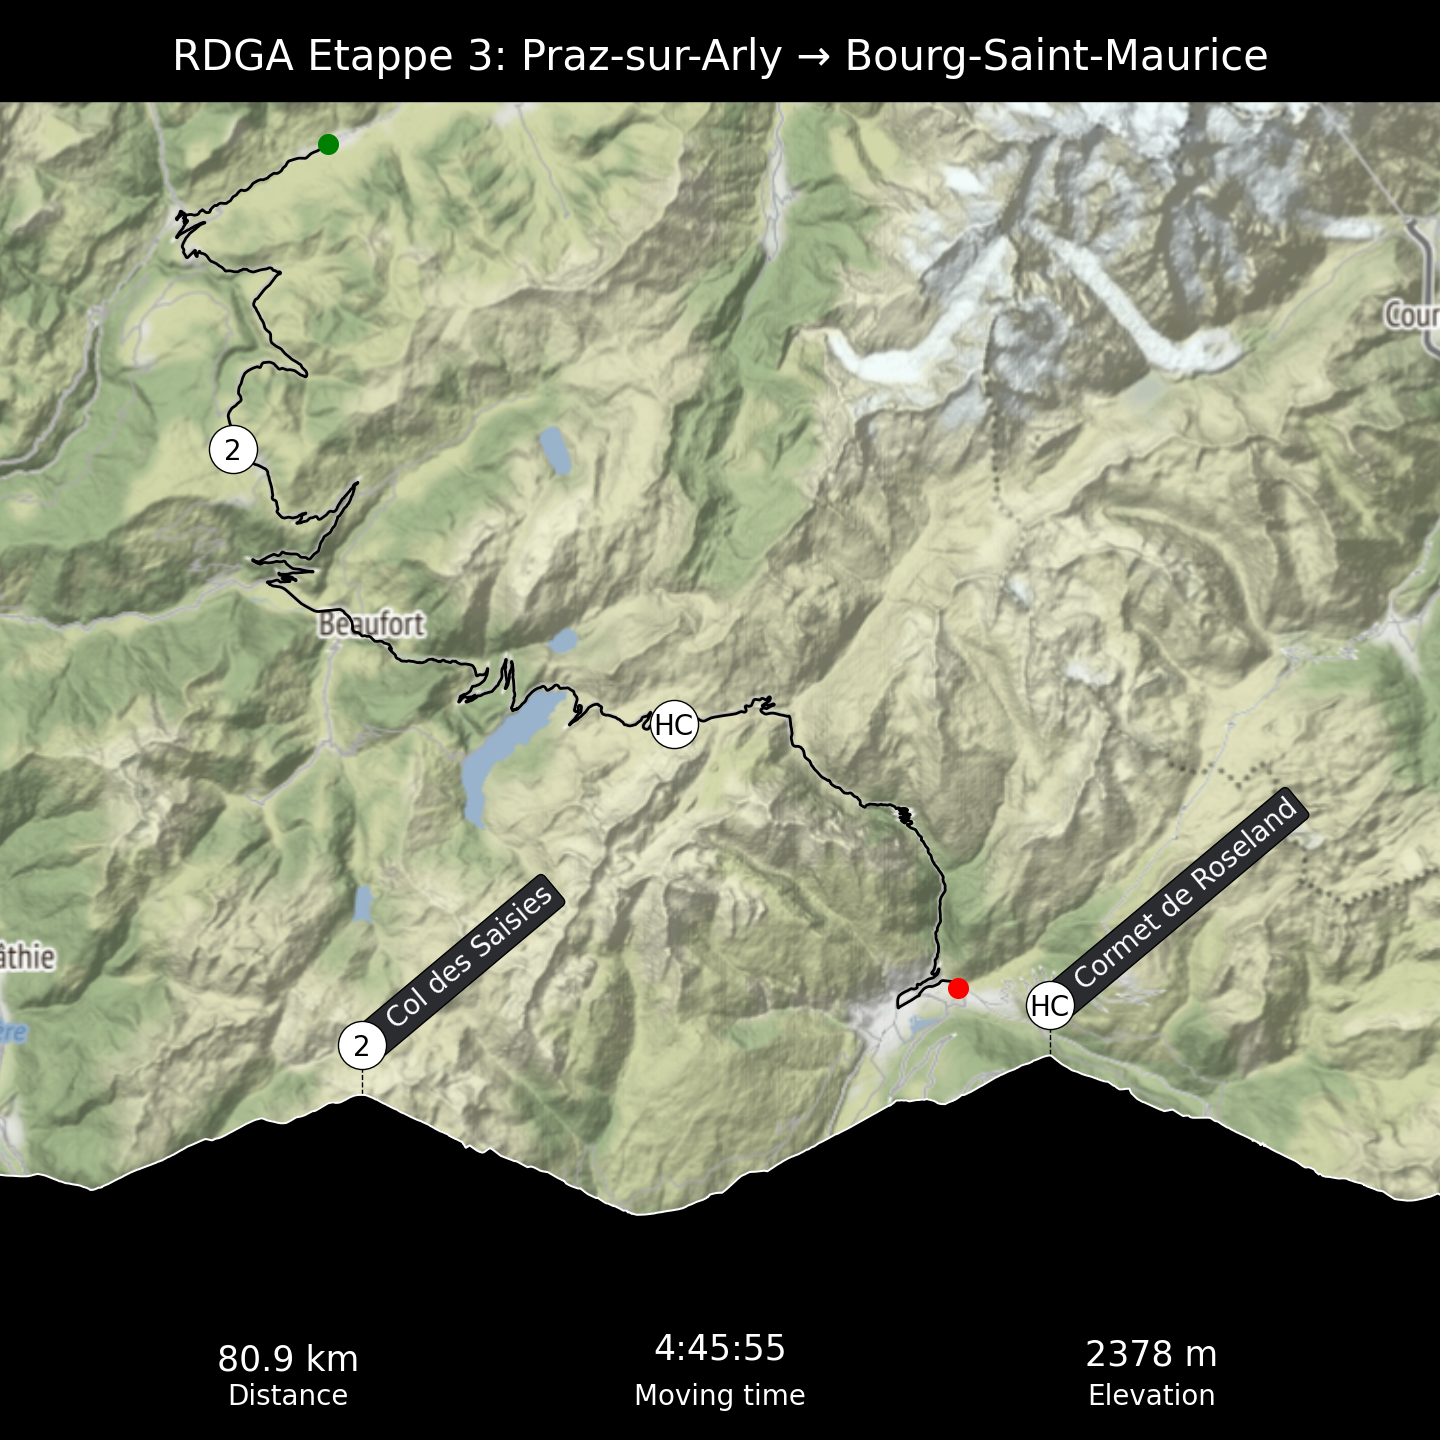 RDGA Etappe 3: Praz-sur-Arly → Bourg-Saint-Maurice
Cour
2
Beaufort
HC
Col des Saisies
Cormet de Roseland
âthie
ère
2
HC
80.9 km
Distance
4:45:55
Moving time
2378 m
Elevation